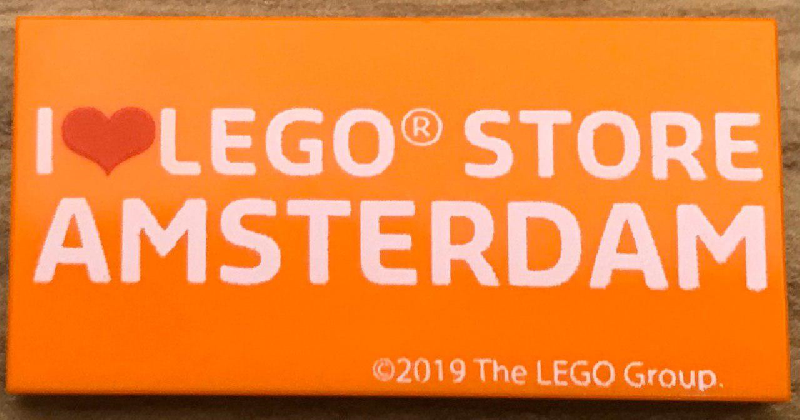 I ❤ LEGO® STORE
AMSTERDAM
©2019 The LEGO Group.